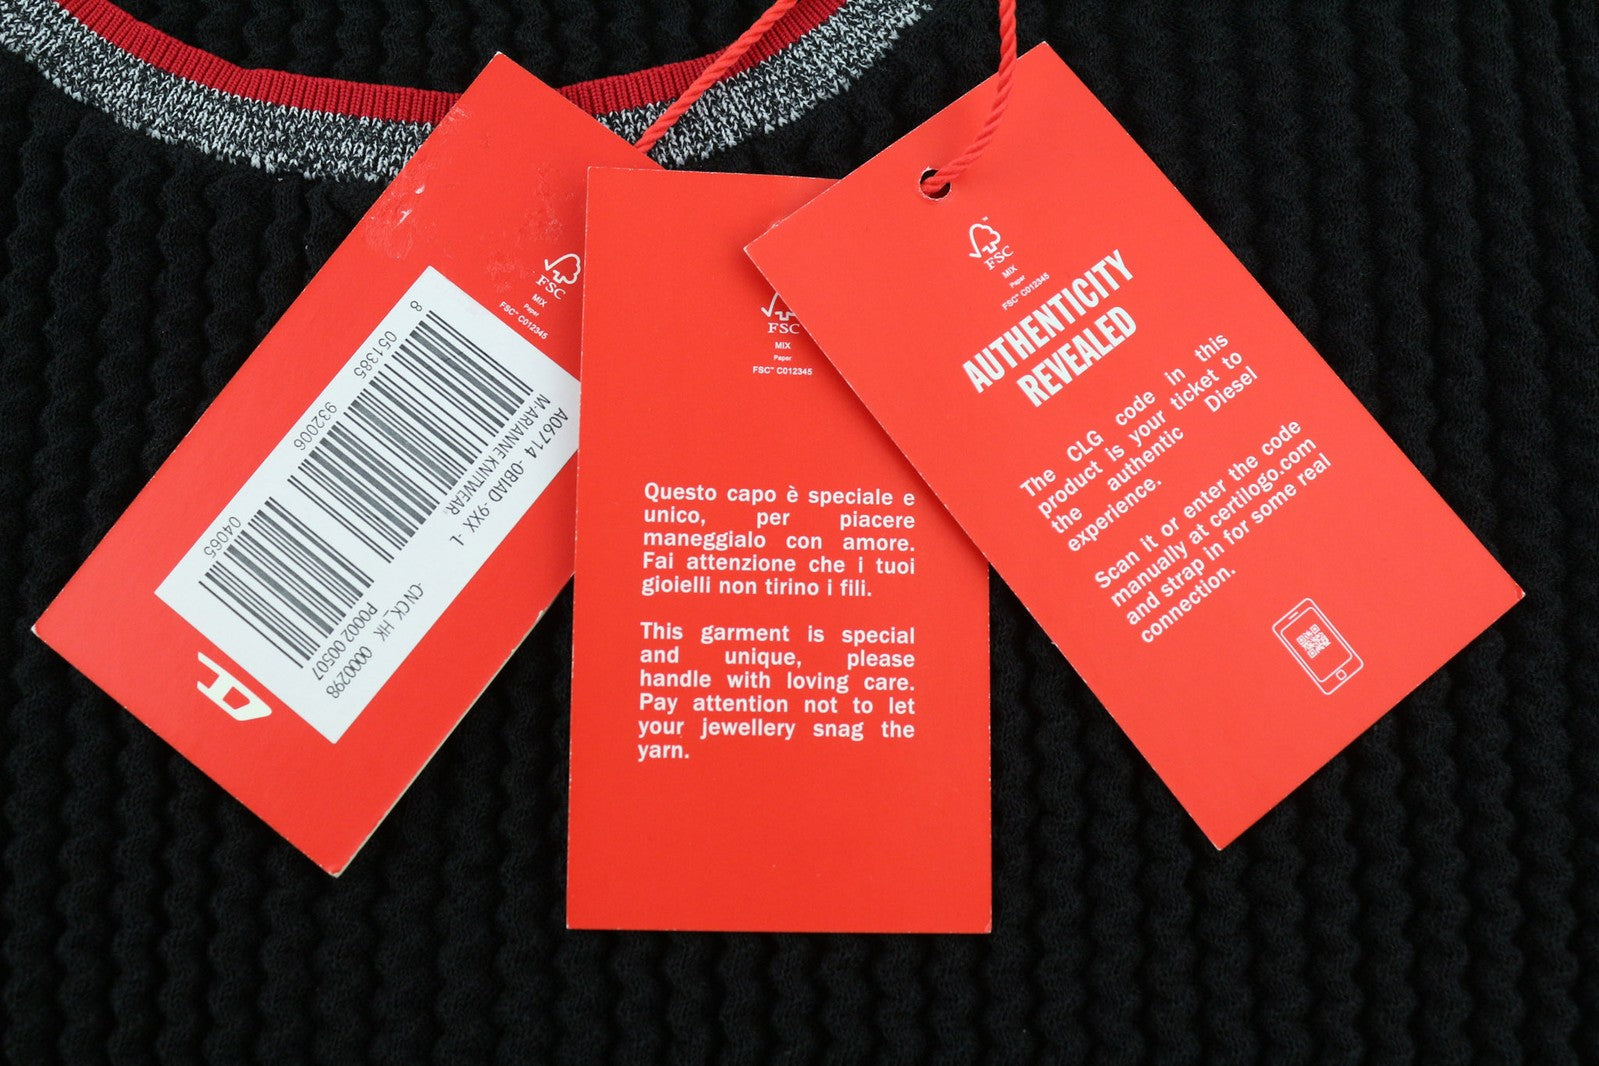 FSC
MIX
Paper
FSC™ C012345
8 051385 932006 04065
A06714 -0BIAD-9XX -L
M-ARIANNE KNITWEAR
-CNCK_HK 0000298
P0002 00507
FSC
MIX
Paper
FSC™ C012345
Questo capo è speciale e
unico, per piacere
maneggialo con amore.
Fai attenzione che i tuoi
gioielli non tirino i fili.
This garment is special
and unique, please
handle with loving care.
Pay attention not to let
your jewellery snag the
yarn.
FSC
MIX
Paper
FSC™ C012345
AUTHENTICITY
REVEALED
The CLG code in this
product is your ticket to
the authentic Diesel
experience.
Scan it or enter the code
manually at certilogo.com
and strap in for some real
connection.